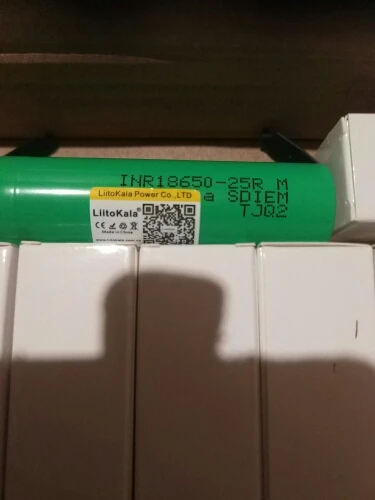 INR18650-25R M
LiitoKala Power Co.,LTD
a SDIEM
LiitoKala
TJQ2
CE
Made in China